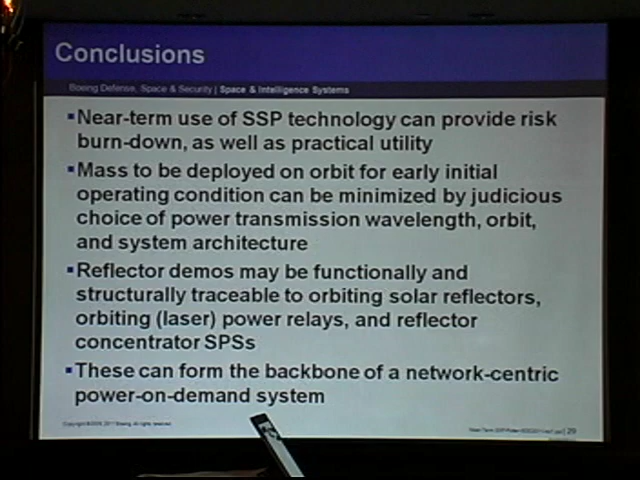 Conclusions
Boeing Defense, Space & Security | Space & Intelligence Systems
▪Near-term use of SSP technology can provide risk
burn-down, as well as practical utility
▪Mass to be deployed on orbit for early initial
operating condition can be minimized by judicious
choice of power transmission wavelength, orbit,
and system architecture
▪Reflector demos may be functionally and
structurally traceable to orbiting solar reflectors,
orbiting (laser) power relays, and reflector
concentrator SPSs
▪These can form the backbone of a network-centric
power-on-demand system
Boeing. All rights reserved.
| 29